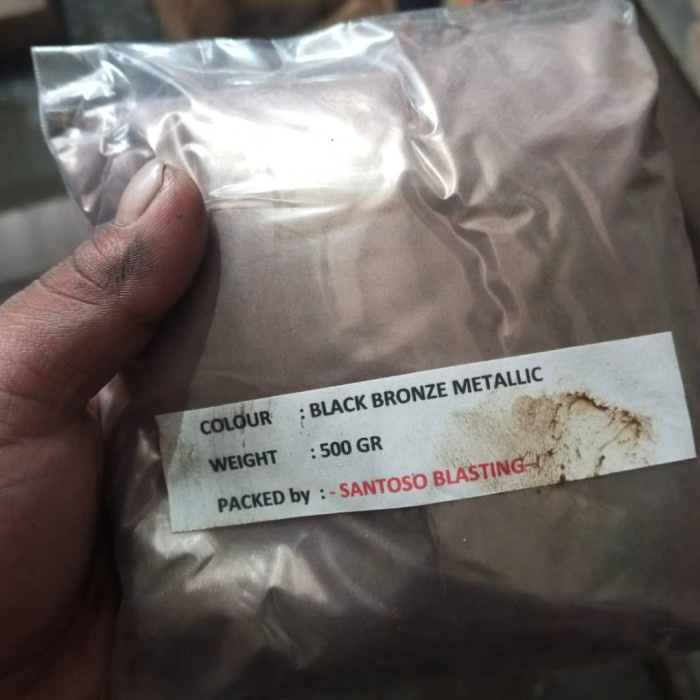 COLOUR : BLACK BRONZE METALLIC
WEIGHT : 500 GR
PACKED by : - SANTOSO BLASTING-